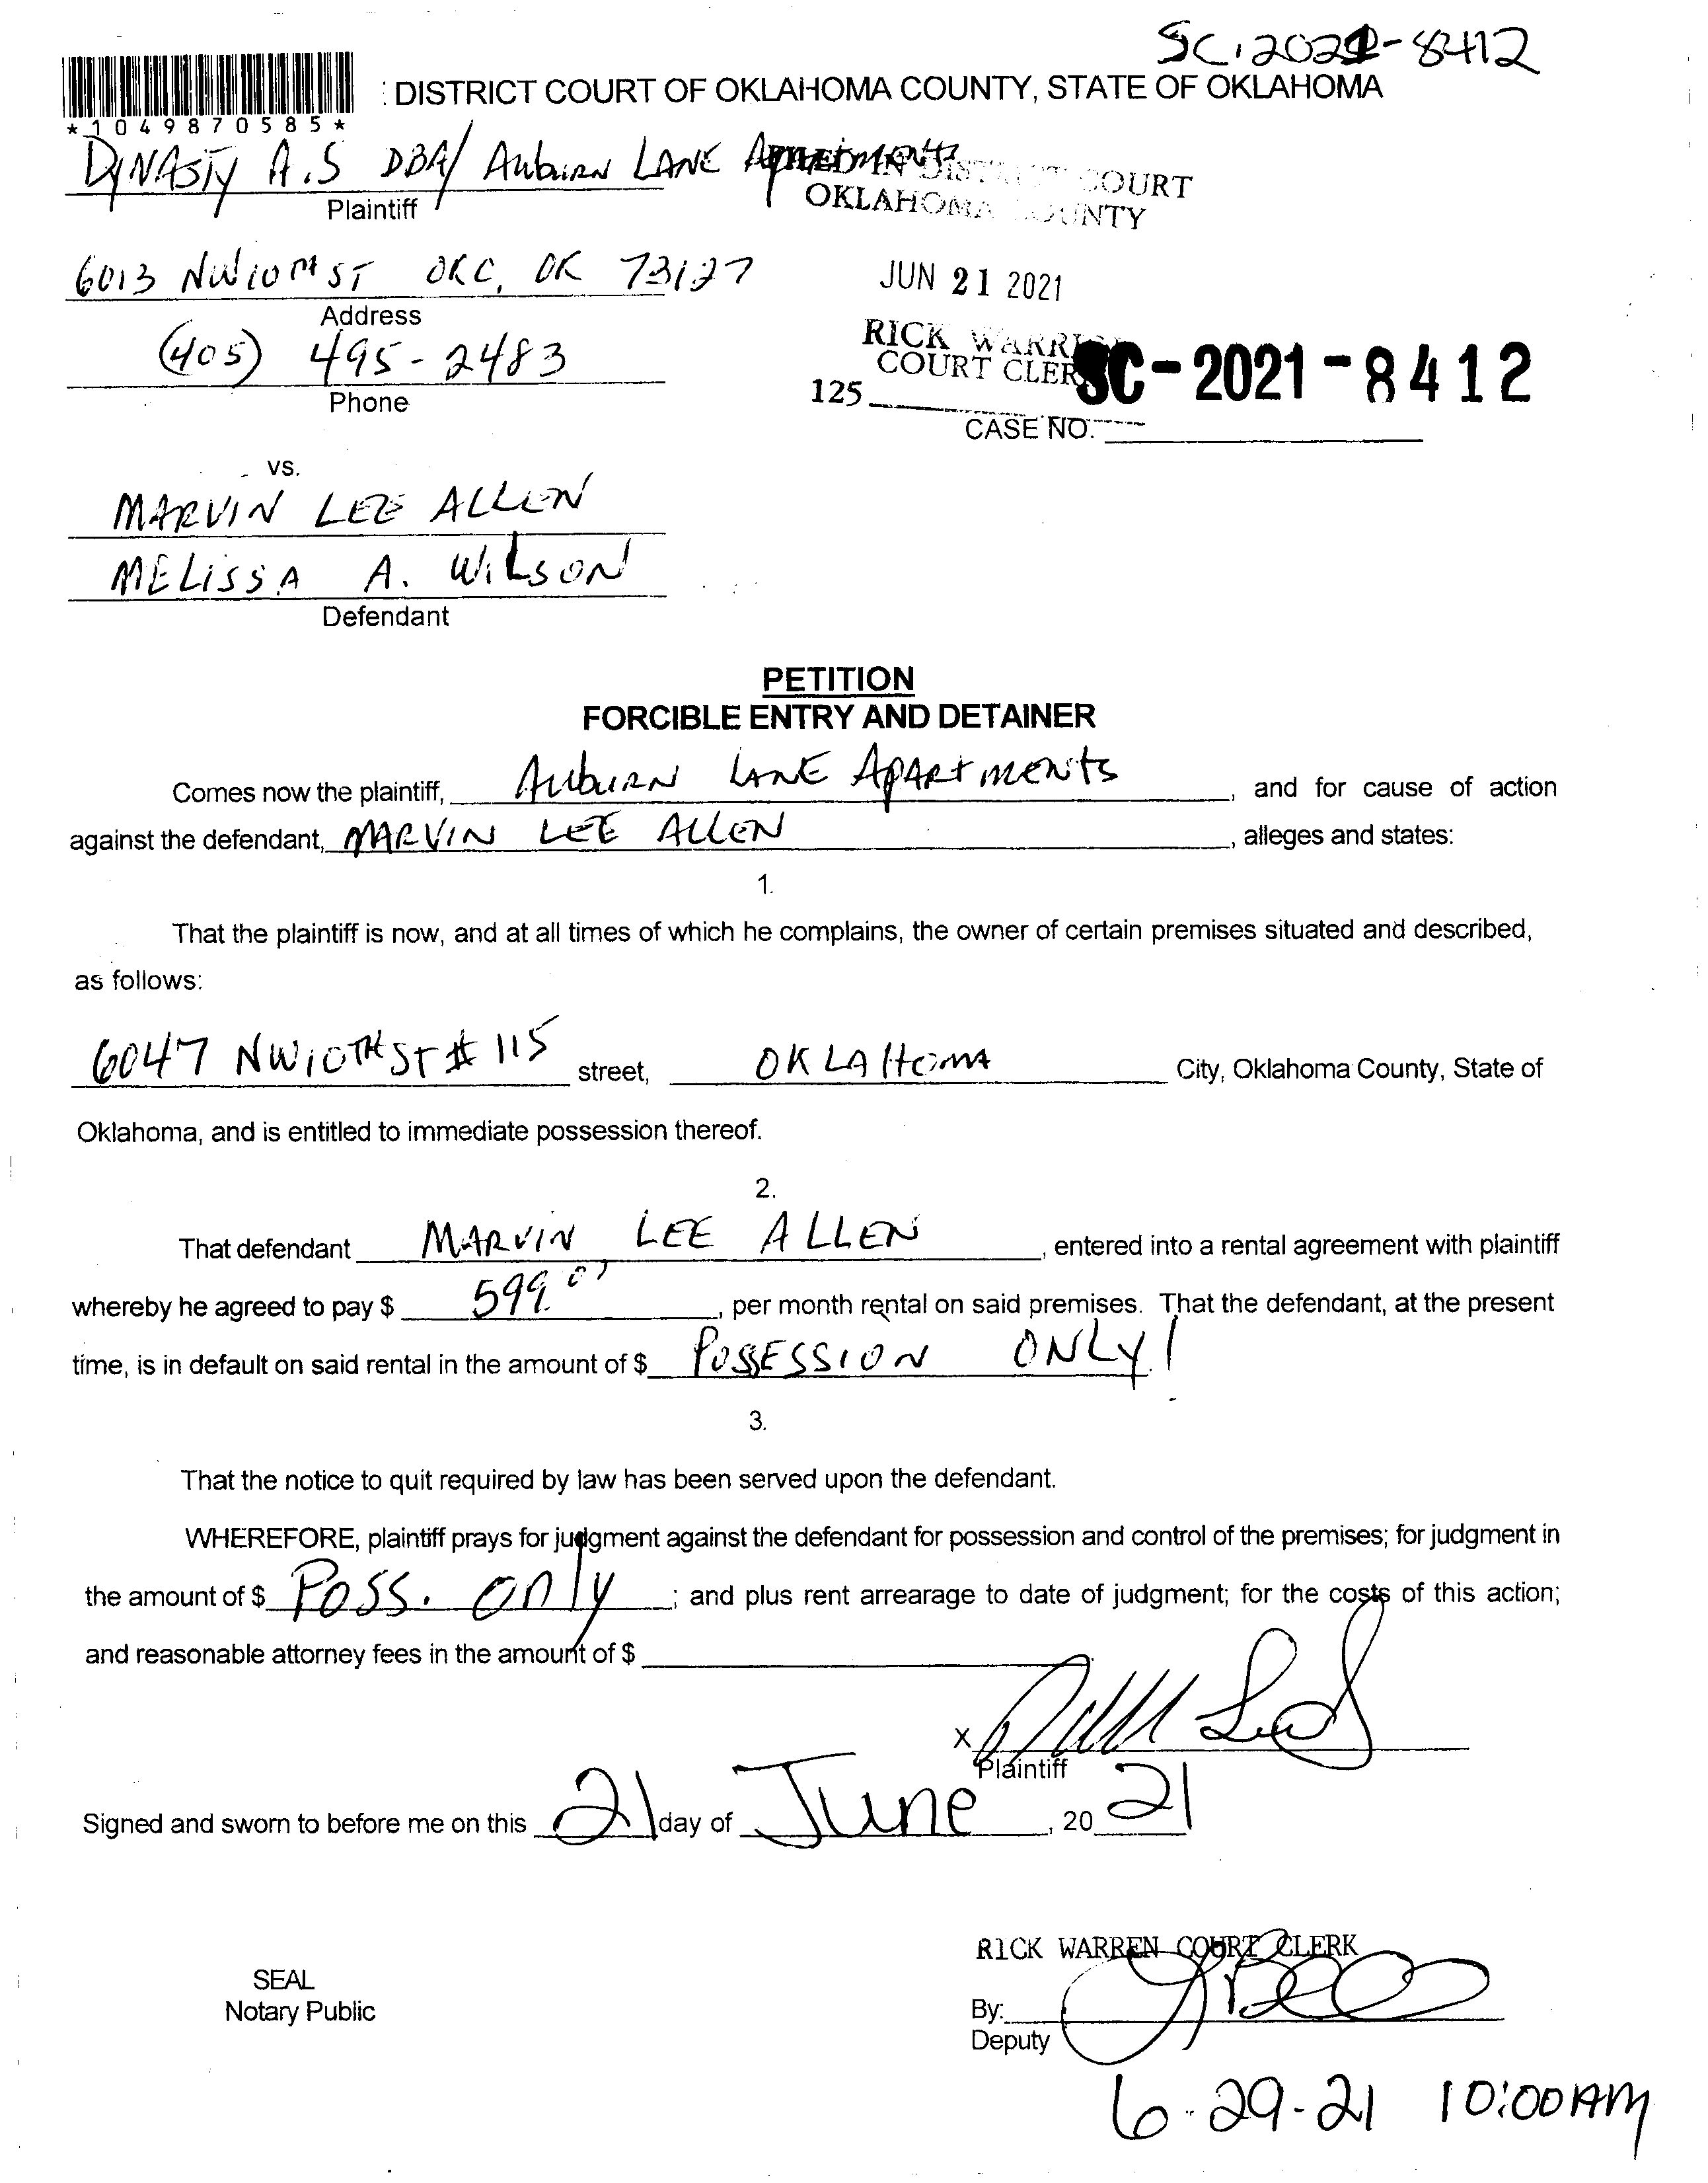 SC-2021-8412
DISTRICT COURT OF OKLAHOMA COUNTY, STATE OF OKLAHOMA
*1049870585*
DYNASTY A.S DBA/ AUbURN LANE APARTMENTS
Plaintiff
FILED IN DISTRICT COURT
OKLAHOMA COUNTY
6013 NW 10TH ST OKC, OK 73127
Address
JUN 21 2021
(405) 495-2483
Phone
RICK WARREN
COURT CLERK
SC-2021-8412
125
CASE NO.
vs.
MARVIN LEE ALLEN
MELISSA A. WILSON
Defendant
PETITION
FORCIBLE ENTRY AND DETAINER
Comes now the plaintiff, AUbURN LANE APARTMENTS, and for cause of action
against the defendant, MARVIN LEE ALLEN, alleges and states:
1.
That the plaintiff is now, and at all times of which he complains, the owner of certain premises situated and described,
as follows:
6047 NW 10TH ST # 115 street, OKLAHOMA City, Oklahoma County, State of
Oklahoma, and is entitled to immediate possession thereof.
2.
That defendant MARVIN LEE ALLEN, entered into a rental agreement with plaintiff
whereby he agreed to pay $ 599.00, per month rental on said premises. That the defendant, at the present
time, is in default on said rental in the amount of $ POSSESSION ONLY!
3.
That the notice to quit required by law has been served upon the defendant.
WHEREFORE, plaintiff prays for judgment against the defendant for possession and control of the premises; for judgment in
the amount of $ Poss. only; and plus rent arrearage to date of judgment; for the costs of this action;
and reasonable attorney fees in the amount of $
X
Plaintiff
Signed and sworn to before me on this 21 day of June, 20 21
RICK WARREN COURT CLERK
SEAL
Notary Public
By:
Deputy
6-29-21 10:00AM